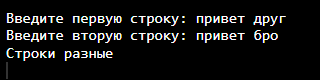 Введите первую строку: привет друг
Введите вторую строку: привет бро
Строки разные